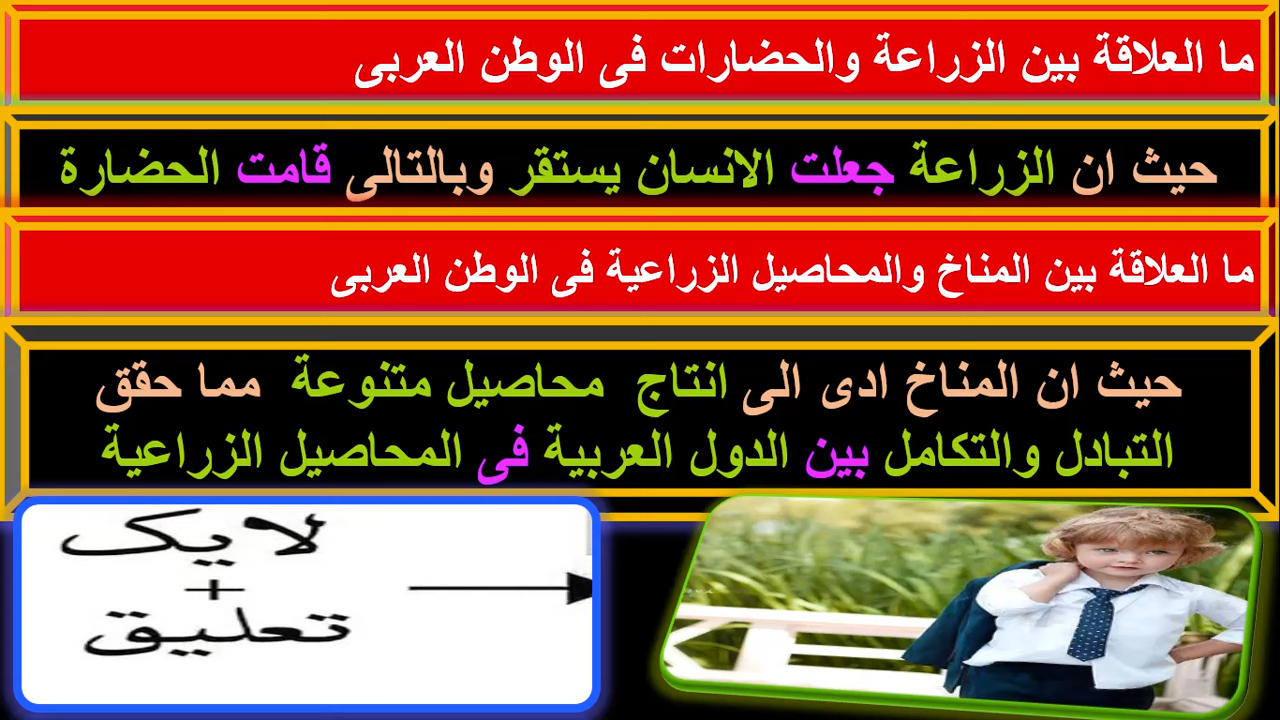 ما العلاقة بين الزراعة والحضارات فى الوطن العربى
حيث ان الزراعة جعلت الانسان يستقر وبالتالى قامت الحضارة
ما العلاقة بين المناخ والمحاصيل الزراعية فى الوطن العربى
حيث ان المناخ ادى الى انتاج محاصيل متنوعة مما حقق
التبادل والتكامل بين الدول العربية فى المحاصيل الزراعية
لايك
+
تعليق